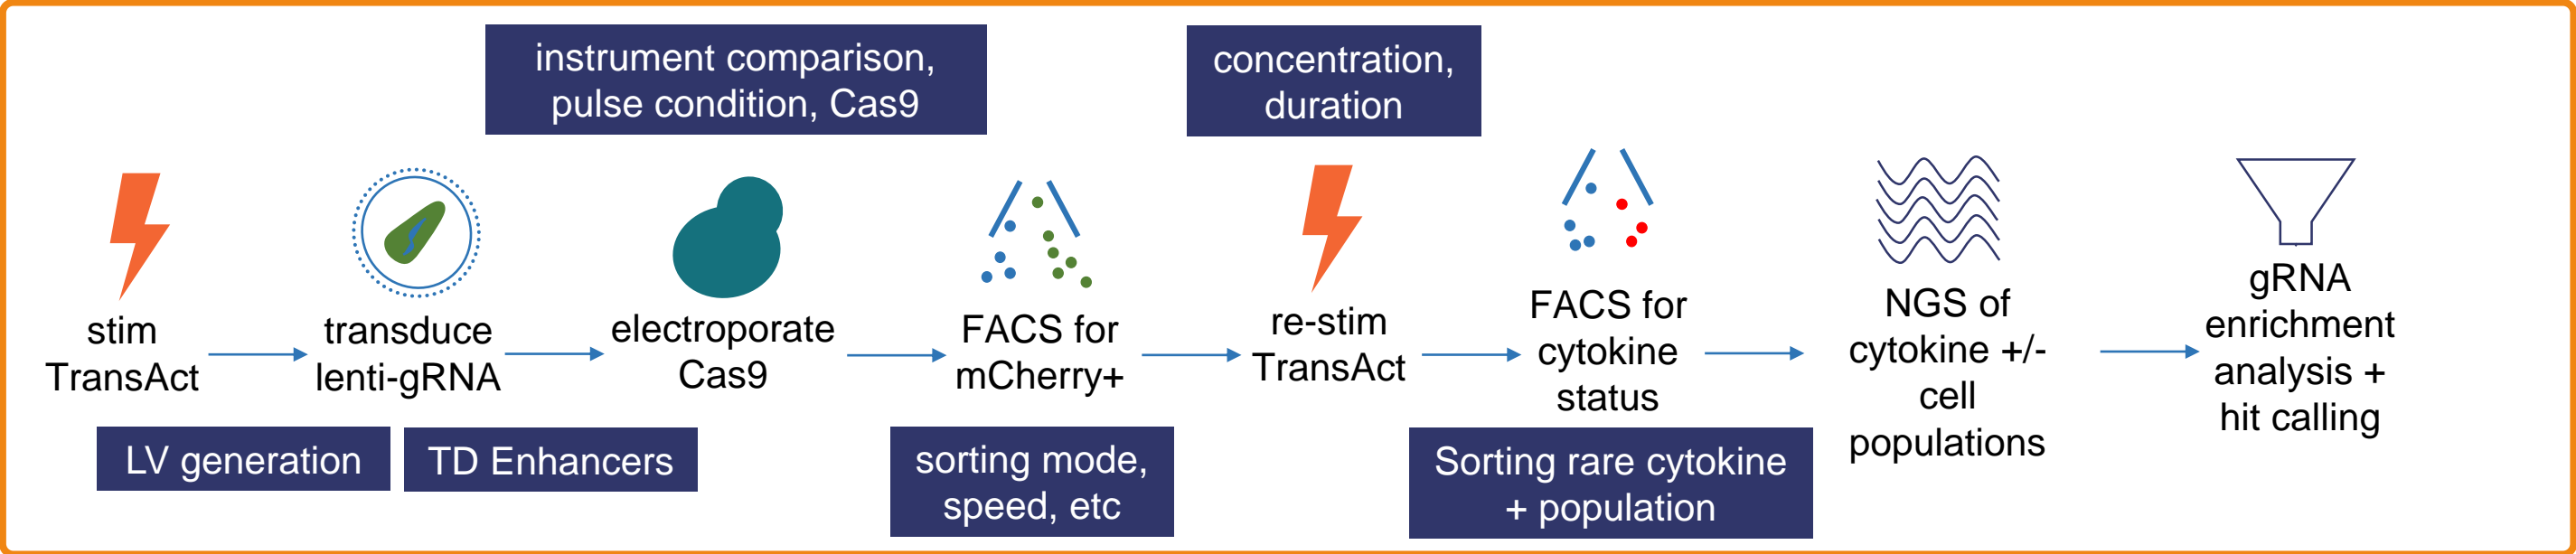 instrument comparison,
pulse condition, Cas9
concentration,
duration
stim
TransAct
transduce
lenti-gRNA
electroporate
Cas9
FACS for
mCherry+
re-stim
TransAct
FACS for
cytokine
status
NGS of
cytokine +/-
cell
populations
gRNA
enrichment
analysis +
hit calling
LV generation
TD Enhancers
sorting mode,
speed, etc
Sorting rare cytokine
+ population